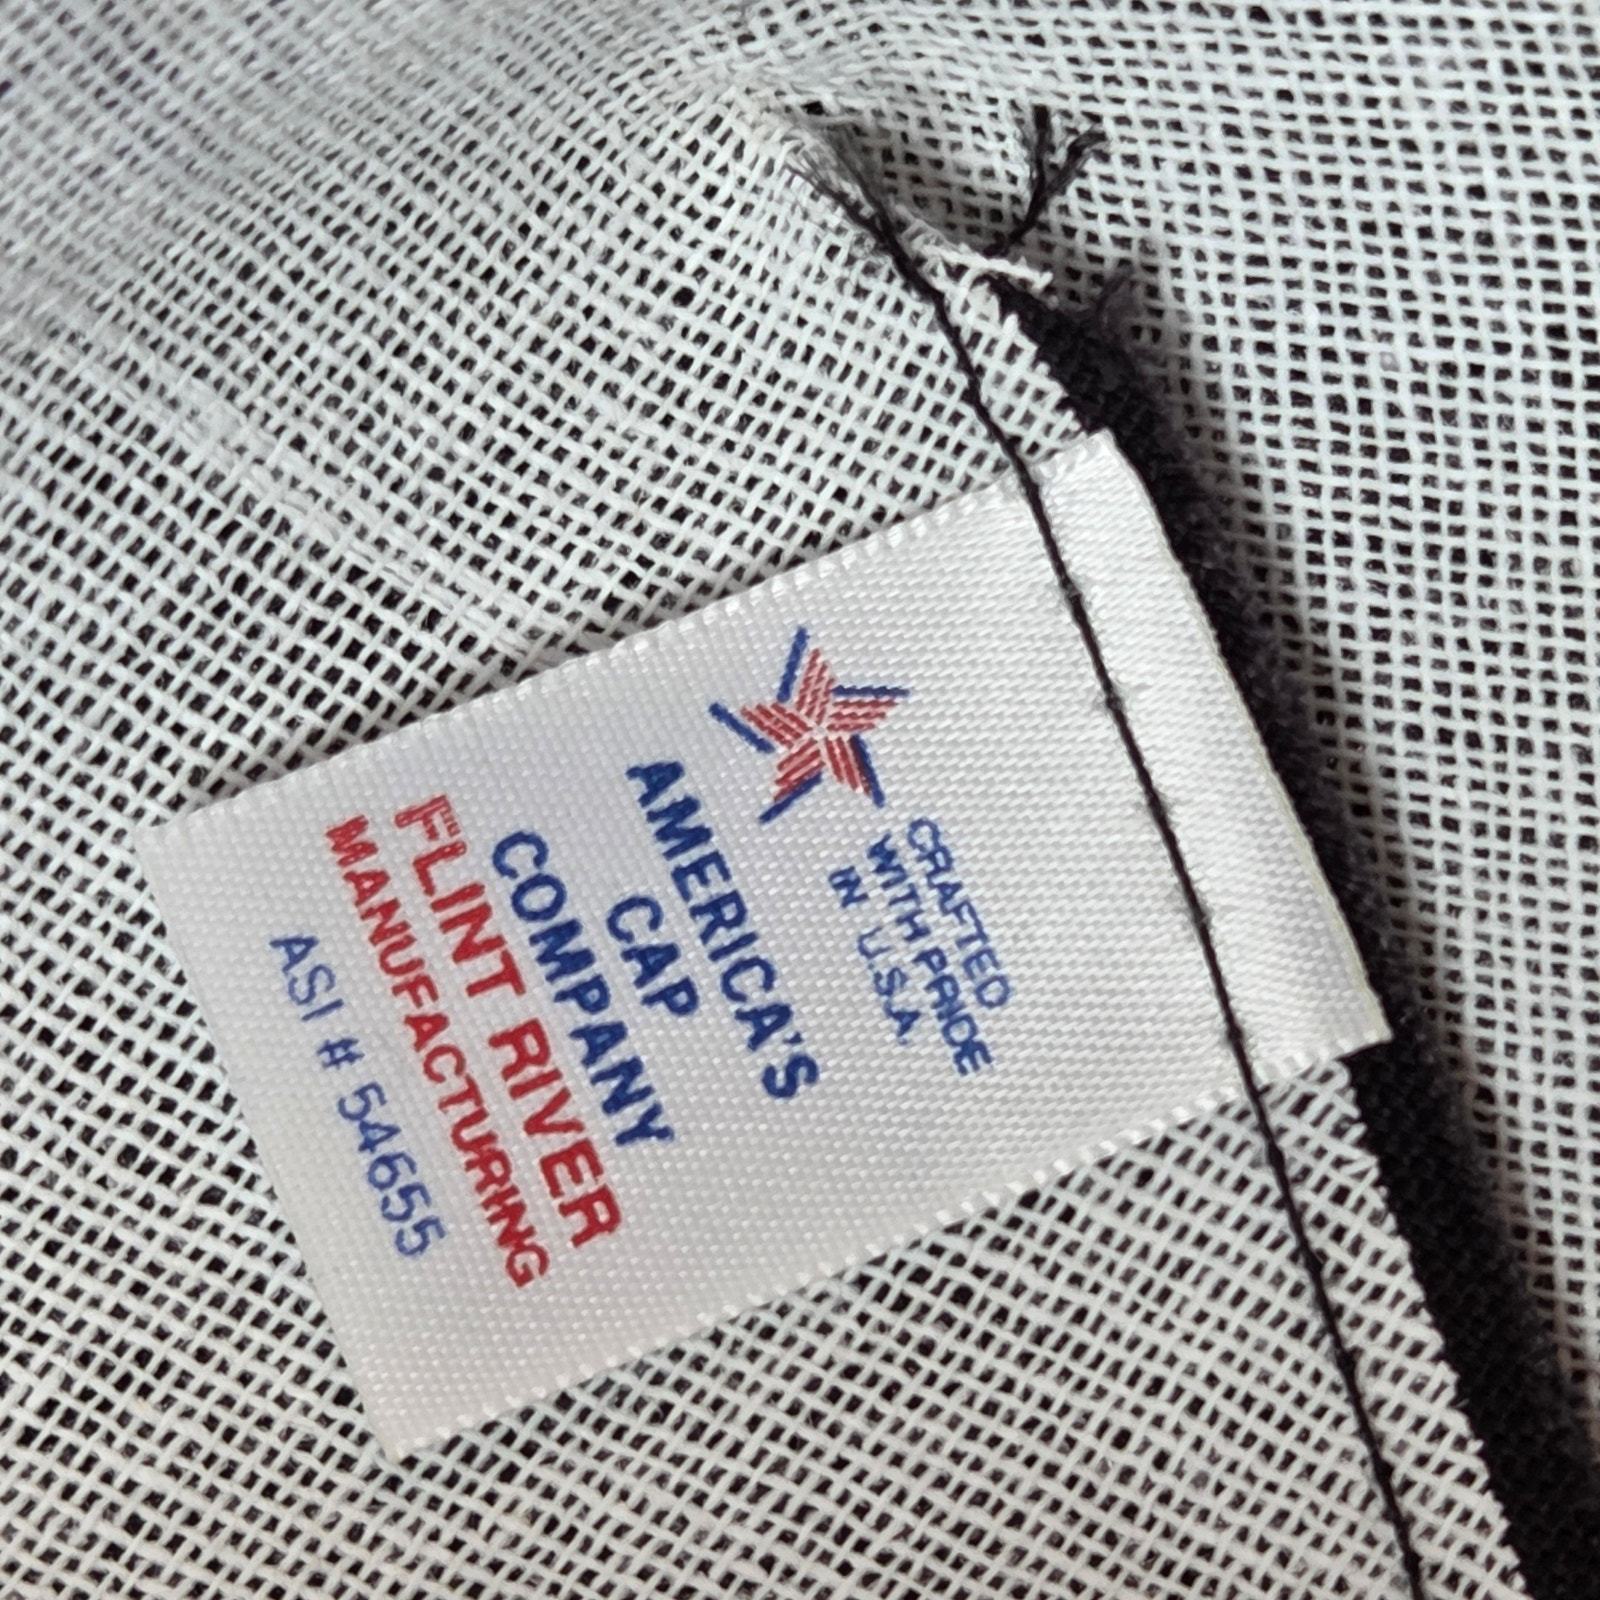 CRAFTED
WITH PRIDE
IN U.S.A.
AMERICA'S
CAP
COMPANY
FLINT RIVER
MANUFACTURING
ASI # 54655